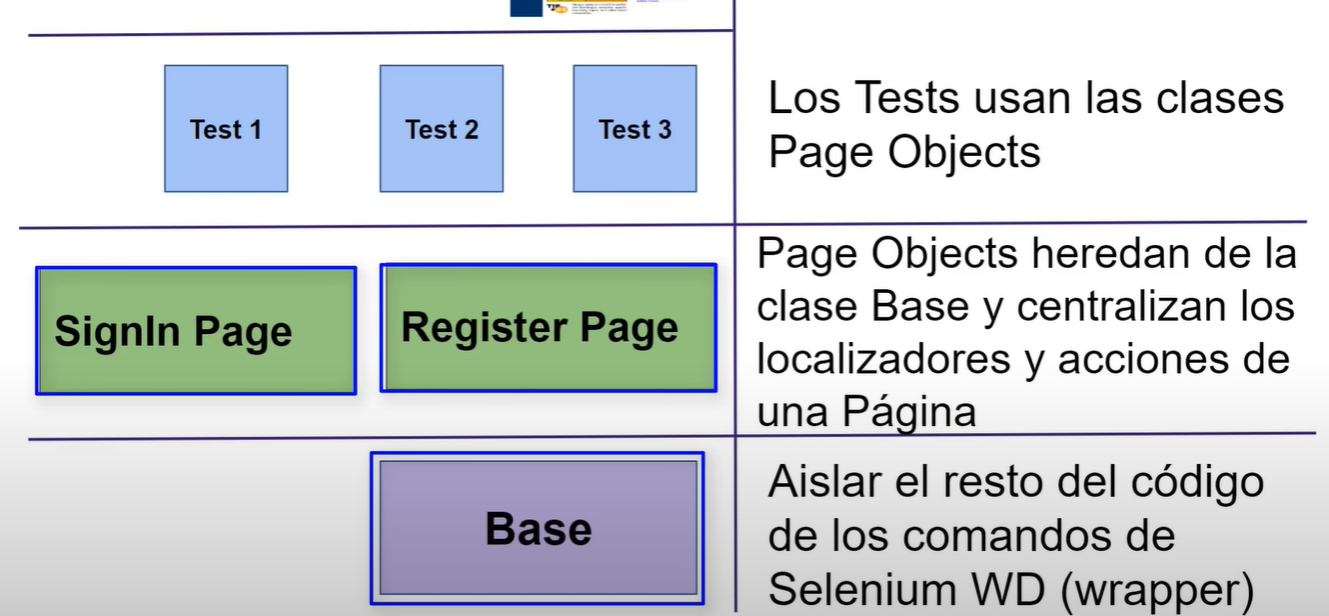 Test 1
Test 2
Test 3
Los Tests usan las clases
Page Objects
SignIn Page
Register Page
Page Objects heredan de la
clase Base y centralizan los
localizadores y acciones de
una Página
Base
Aislar el resto del código
de los comandos de
Selenium WD (wrapper)